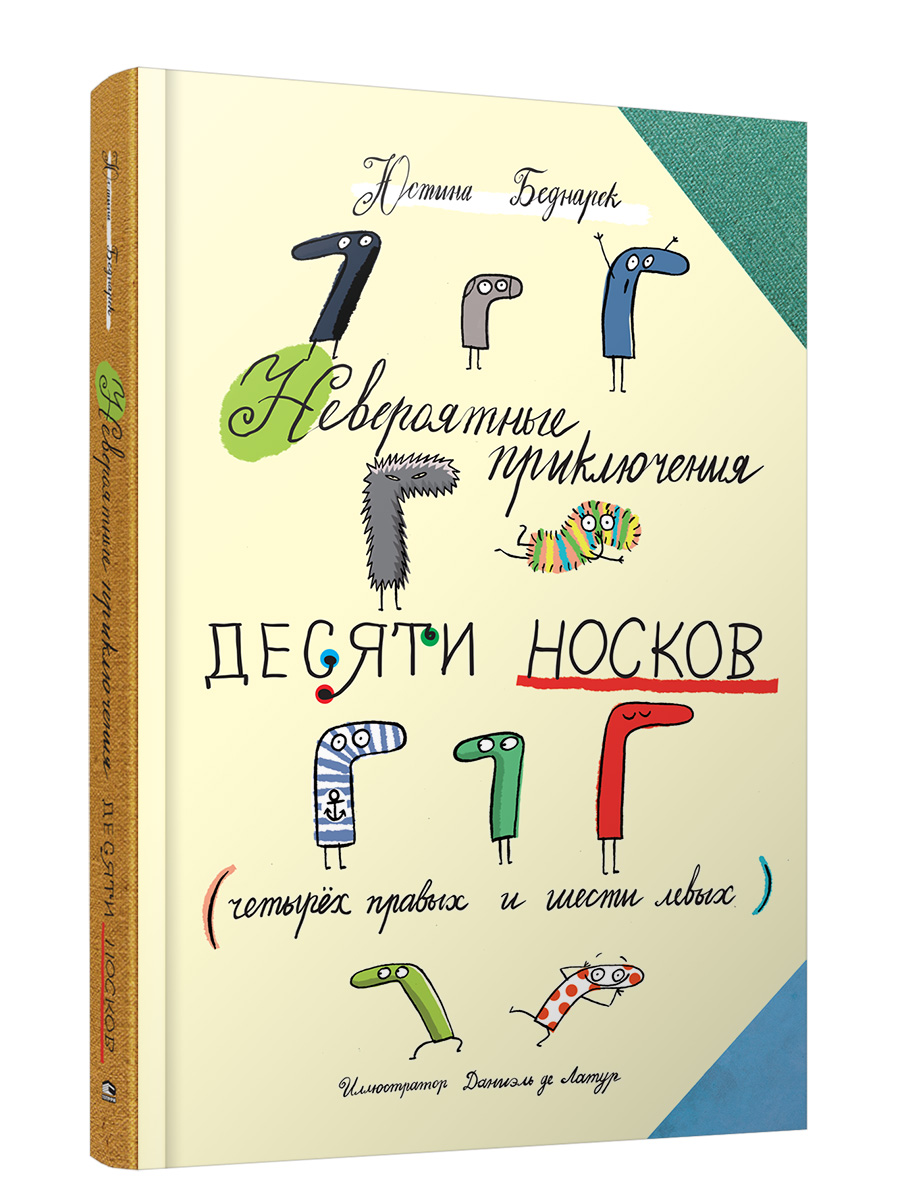 Юстина Беднарек
Невероятные
приключения
ДЕСЯТИ НОСКОВ
(четырёх правых и шести левых)
Иллюстратор Даниэль де Латур
Юстина Беднарек Невероятные приключения ДЕСЯТИ НОСКОВ